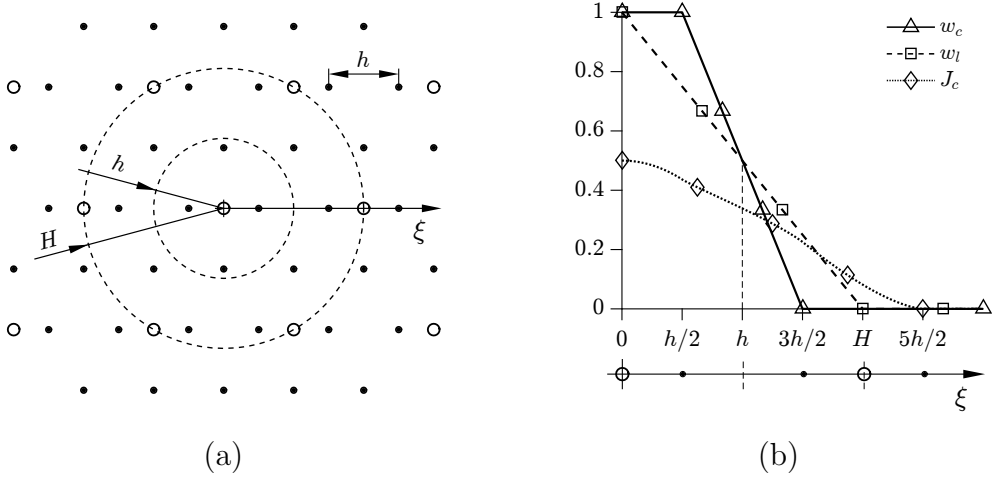 h
h
H
ξ
(a)
1
0.8
0.6
0.4
0.2
0
w_c
w_l
J_c
0 h/2 h 3h/2 H 5h/2
ξ
(b)